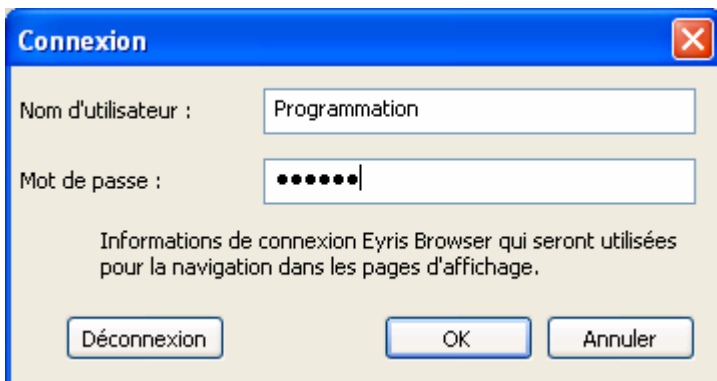 Connexion
Nom d'utilisateur :
Programmation
Mot de passe :
●●●●●●
Informations de connexion Eyris Browser qui seront utilisées
pour la navigation dans les pages d'affichage.
Déconnexion
OK
Annuler